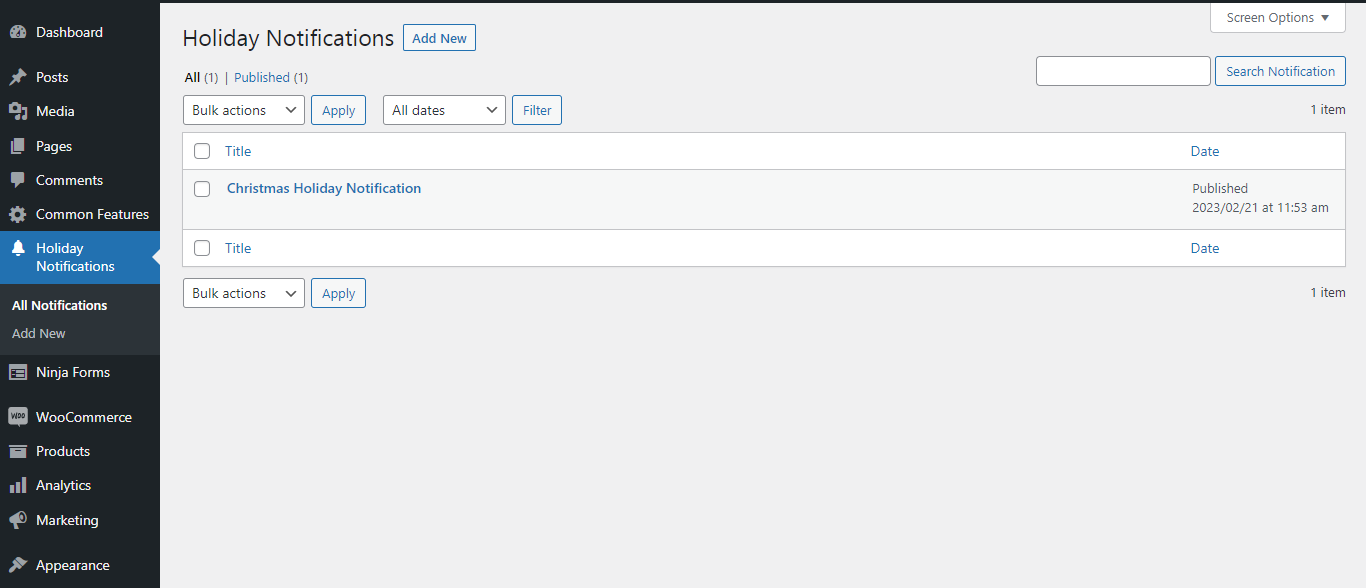 Dashboard
Posts
Media
Pages
Comments
Common Features
Holiday
Notifications
All Notifications
Add New
Ninja Forms
Woo WooCommerce
Products
Analytics
Marketing
Appearance
Screen Options ▼
Holiday Notifications Add New
All (1) | Published (1)
Search Notification
Bulk actions Apply All dates Filter 1 item
Title Date
Christmas Holiday Notification Published
2023/02/21 at 11:53 am
Title Date
Bulk actions Apply 1 item